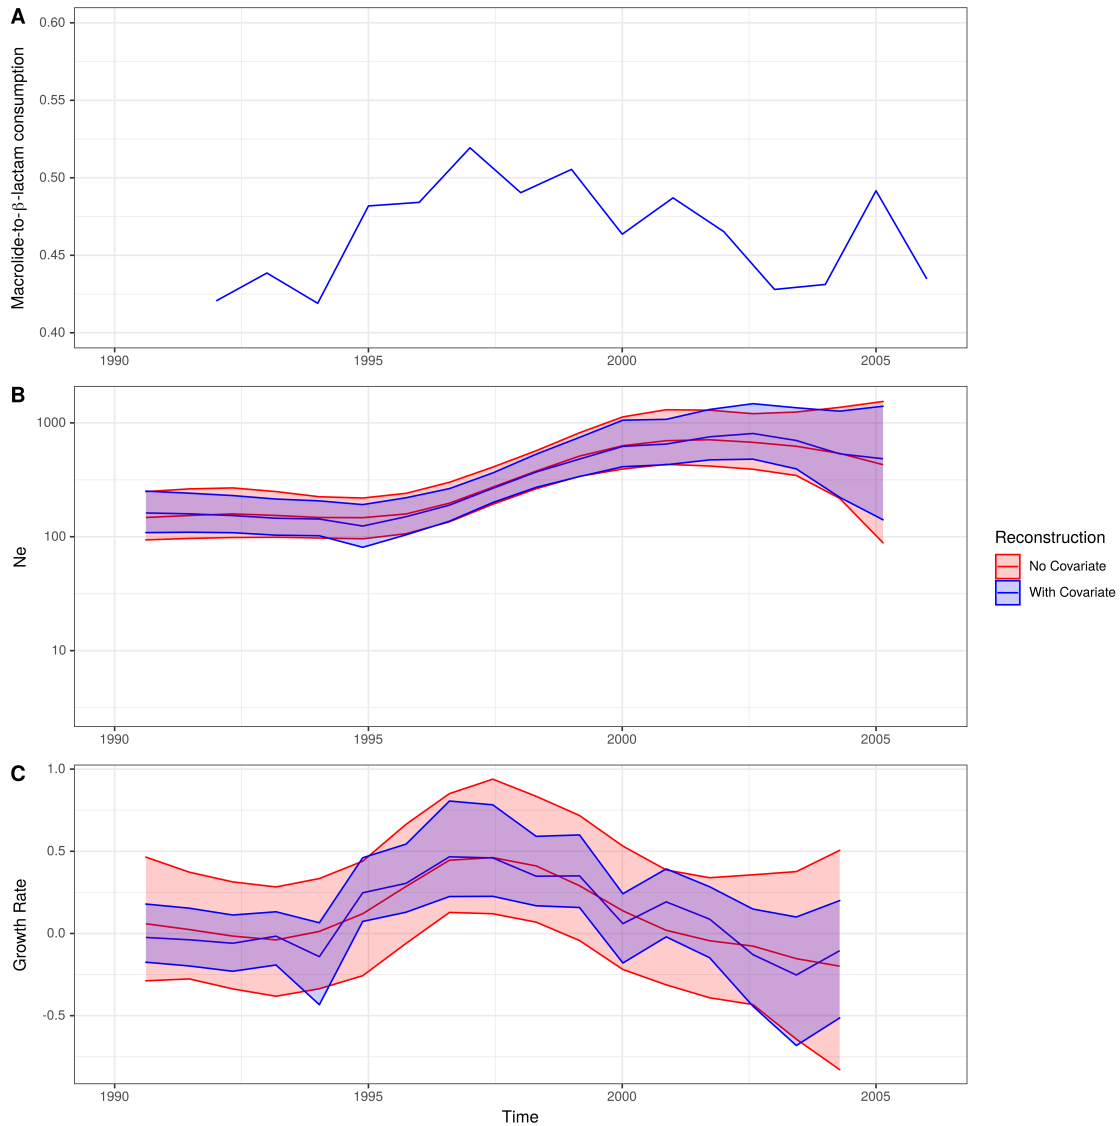 A
Macrolide-to-β-lactam consumption
0.60
0.55
0.50
0.45
0.40
1990
1995
2000
2005
B
Ne
1000
100
10
1990
1995
2000
2005
Reconstruction
No Covariate
With Covariate
C
Growth Rate
1.0
0.5
0.0
-0.5
1990
1995
2000
2005
Time